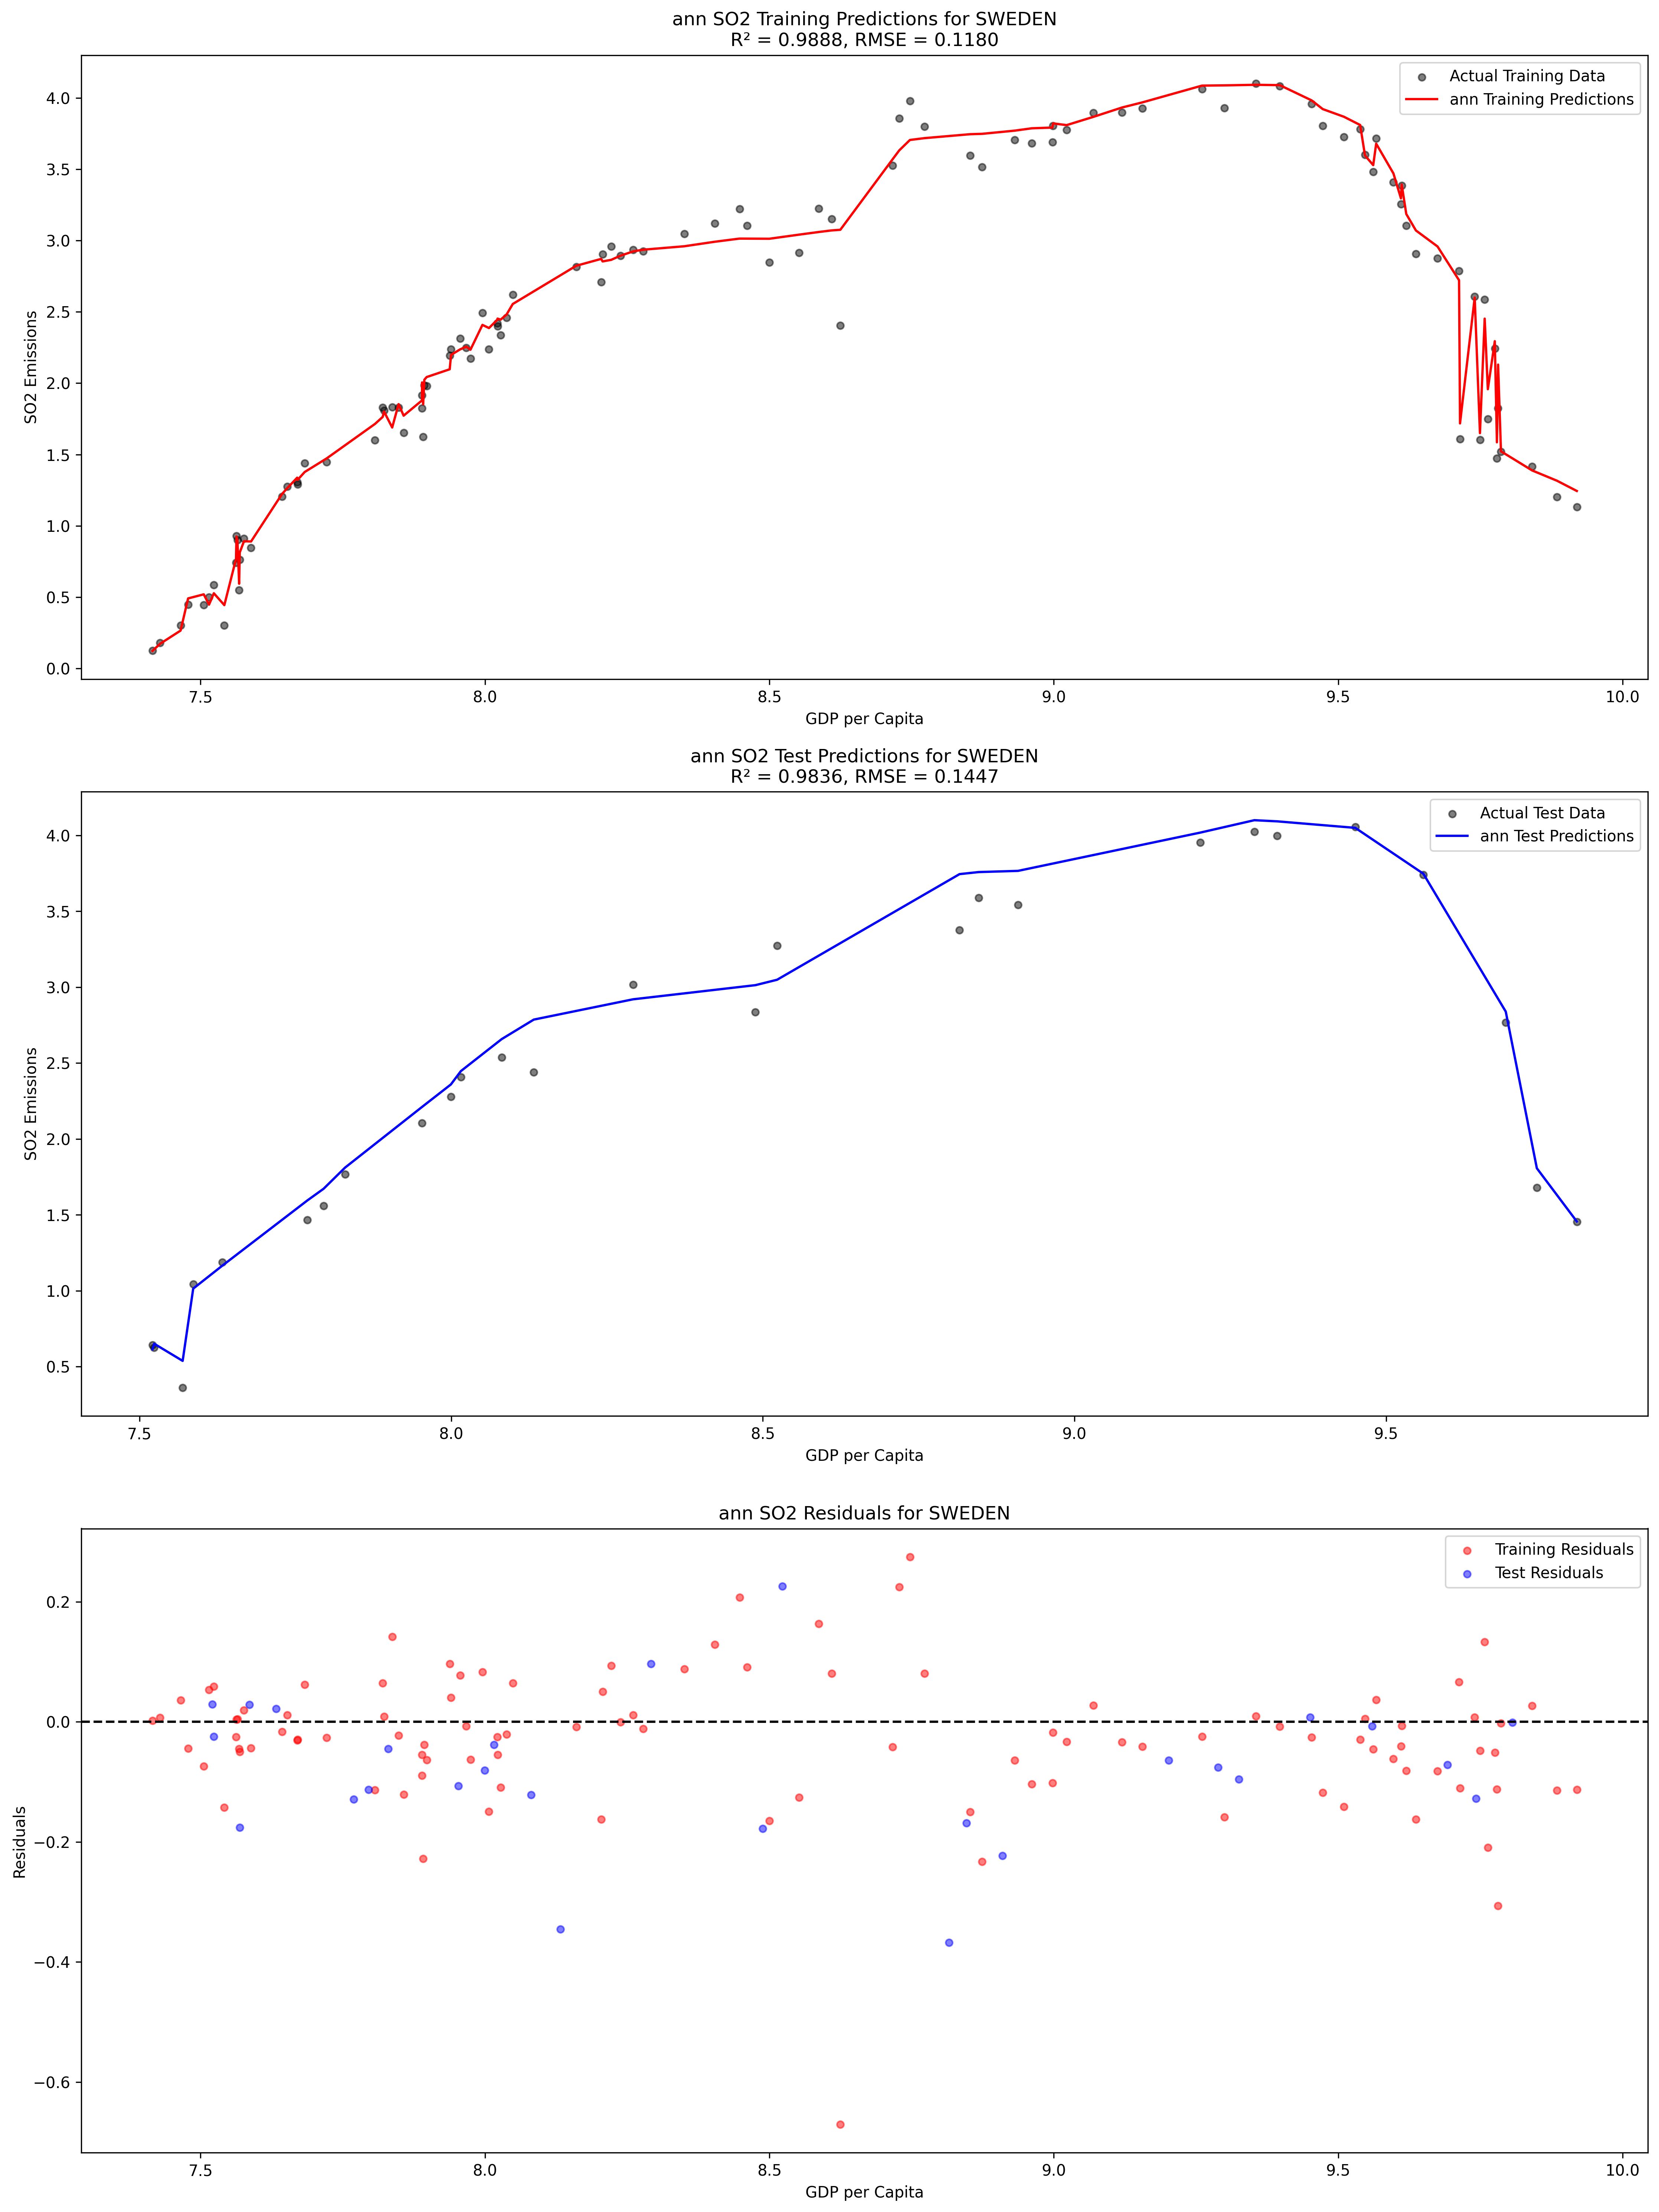 ann SO2 Training Predictions for SWEDEN
R² = 0.9888, RMSE = 0.1180
Actual Training Data
ann Training Predictions
SO2 Emissions
4.0
3.5
3.0
2.5
2.0
1.5
1.0
0.5
0.0
7.5 8.0 8.5 9.0 9.5 10.0
GDP per Capita
ann SO2 Test Predictions for SWEDEN
R² = 0.9836, RMSE = 0.1447
Actual Test Data
ann Test Predictions
SO2 Emissions
4.0
3.5
3.0
2.5
2.0
1.5
1.0
0.5
7.5 8.0 8.5 9.0 9.5
GDP per Capita
ann SO2 Residuals for SWEDEN
Training Residuals
Test Residuals
Residuals
0.2
0.0
−0.2
−0.4
−0.6
7.5 8.0 8.5 9.0 9.5 10.0
GDP per Capita